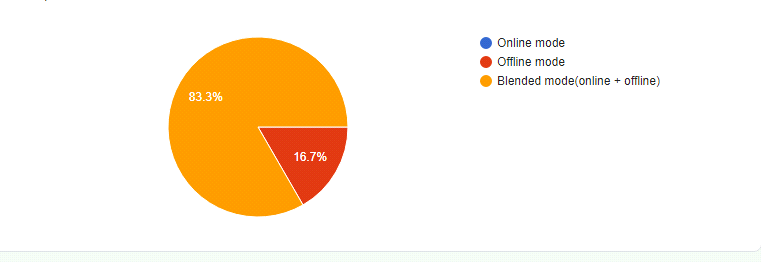 Online mode
Offline mode
Blended mode(online + offline)
83.3%
16.7%